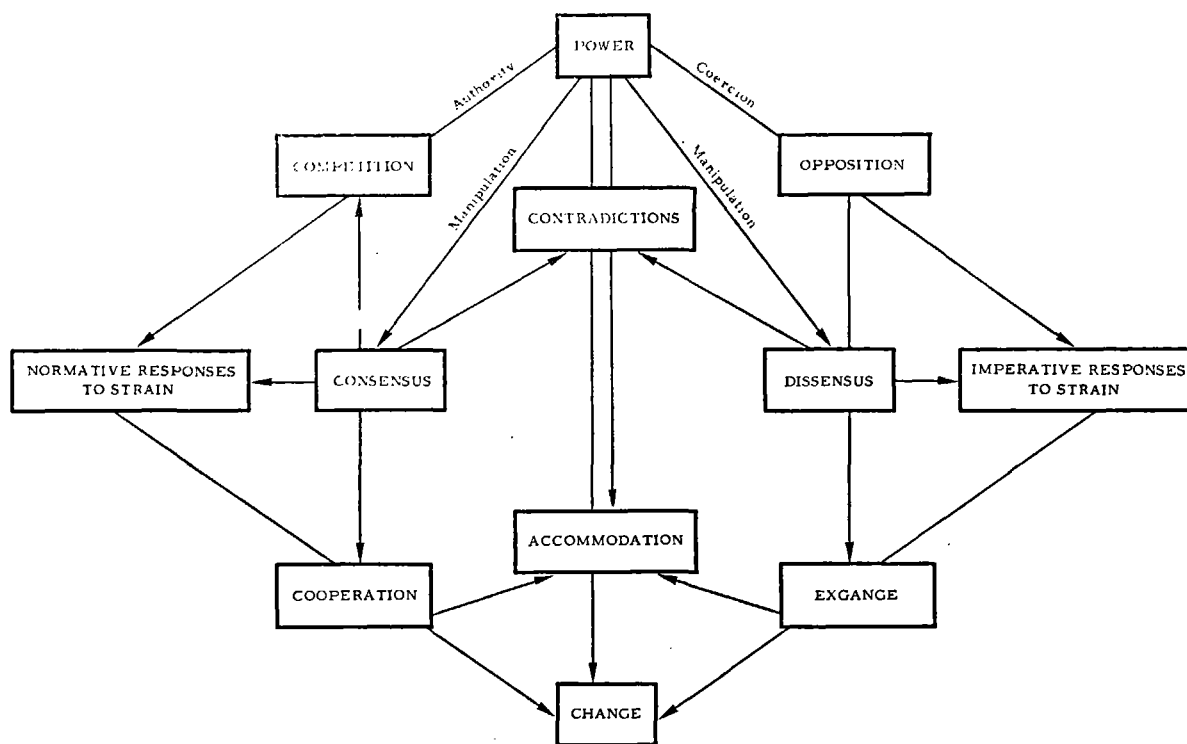 POWER
Authority
Coercion
COMPETITION
OPPOSITION
Manipulation
Manipulation
CONTRADICTIONS
NORMATIVE RESPONSES
TO STRAIN
CONSENSUS
DISSENSUS
IMPERATIVE RESPONSES
TO STRAIN
ACCOMMODATION
COOPERATION
EXGANGE
CHANGE